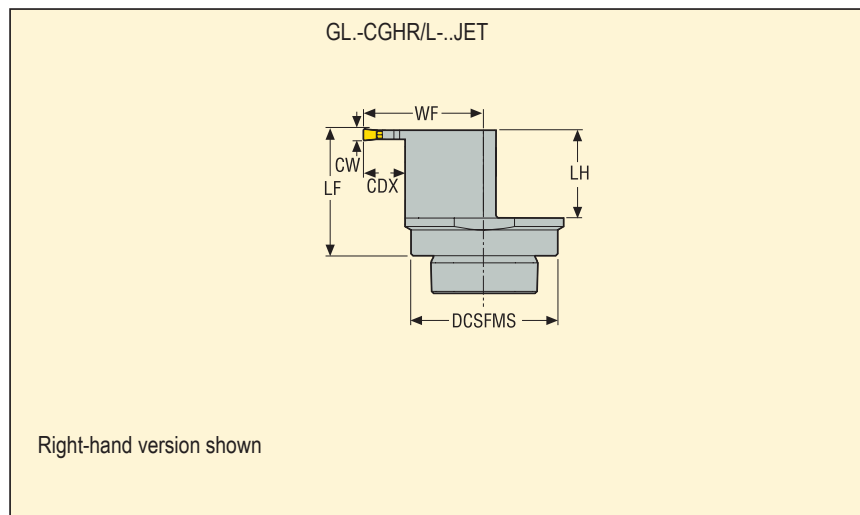 GL.-CGHR/L-..JET
WF
CW
LH
LF
CDX
DCSFMS
Right-hand version shown